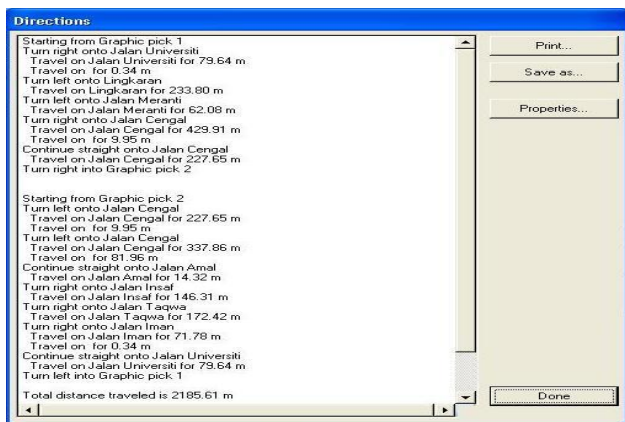 Directions
Starting from Graphic pick 1
Turn right onto Jalan Universiti
Travel on Jalan Universiti for 79.64 m
Travel on for 0.34 m
Turn left onto Lingkaran
Travel on Lingkaran for 233.80 m
Turn left onto Jalan Meranti
Travel on Jalan Meranti for 62.08 m
Turn right onto Jalan Cengal
Travel on Jalan Cengal for 429.91 m
Travel on for 9.95 m
Continue straight onto Jalan Cengal
Travel on Jalan Cengal for 227.65 m
Turn right into Graphic pick 2
Starting from Graphic pick 2
Turn left onto Jalan Cengal
Travel on Jalan Cengal for 227.65 m
Travel on for 9.95 m
Turn left onto Jalan Cengal
Travel on Jalan Cengal for 337.86 m
Travel on for 81.96 m
Continue straight onto Jalan Amal
Travel on Jalan Amal for 14.32 m
Turn right onto Jalan Insaf
Travel on Jalan Insaf for 146.31 m
Turn right onto Jalan Taqwa
Travel on Jalan Taqwa for 172.42 m
Turn right onto Jalan Iman
Travel on Jalan Iman for 71.78 m
Travel on for 0.34 m
Continue straight onto Jalan Universiti
Travel on Jalan Universiti for 79.64 m
Turn left into Graphic pick 1
Total distance traveled is 2185.61 m
Print...
Save as...
Properties...
Done